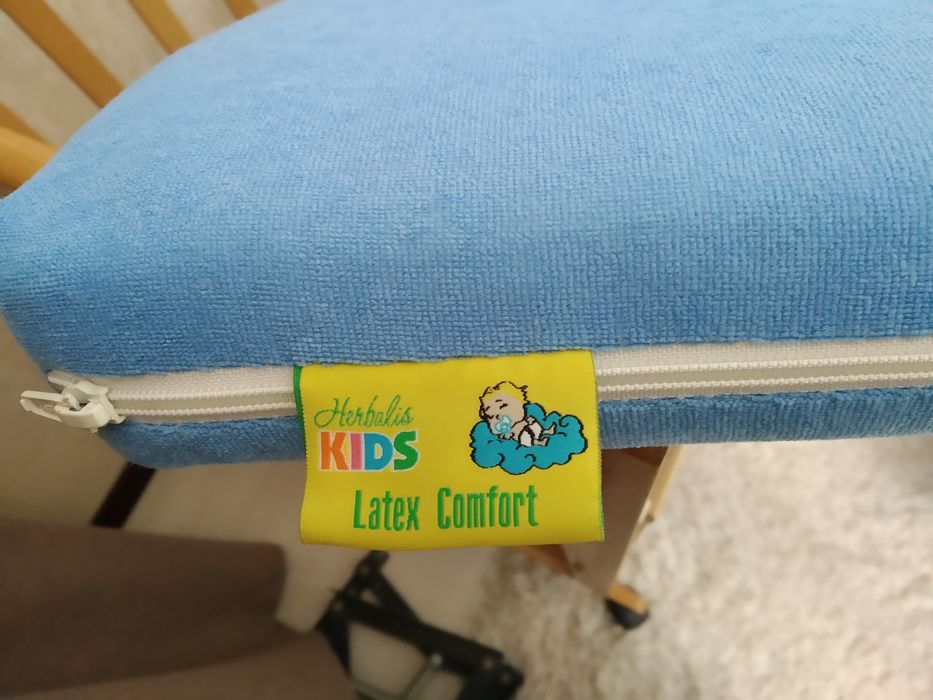 Herbalis
KIDS
Latex Comfort